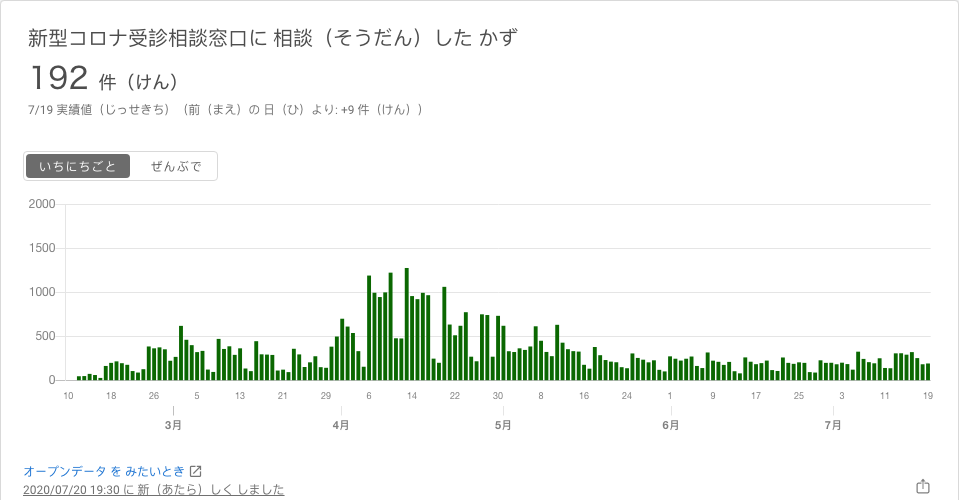 新型コロナ受診相談窓口に 相談（そうだん）した かず
192 件（けん）
7/19 実績値（じっせきち）（前（まえ）の 日（ひ）より: +9 件（けん））
いちにちごと ぜんぶで
2000
1500
1000
500
0
10 18 26 5 13 21 29 6 14 22 30 8 16 24 1 9 17 25 3 11 19
3月 4月 5月 6月 7月
オープンデータ を みたいとき
2020/07/20 19:30 に 新（あたら）しく しました